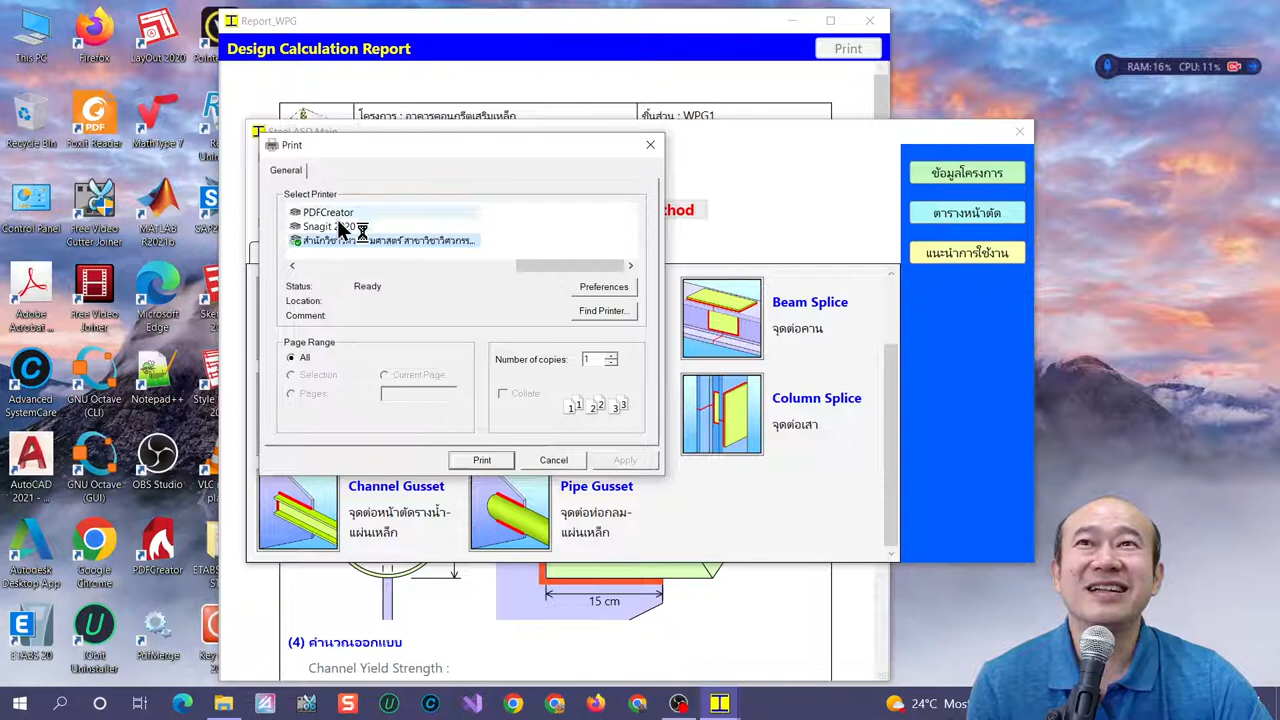 Report_WPG
Design Calculation Report
Print
RAM: 16% CPU: 11%
โครงการ : อาคารคอนกรีตเสริมเหล็ก
ชิ้นส่วน : WPG1
Steel ASD Main
Print
General
Select Printer
PDFCreator
Snagit 2020
Status:
Ready
Location:
Comment:
Preferences
Find Printer...
Page Range
All
Selection
Current Page
Pages:
Number of copies:
1
Collate
1 1 2 2 3 3
Print
Cancel
Apply
ข้อมูลโครงการ
ตารางหน้าตัด
แนะนำการใช้งาน
Beam Splice
จุดต่อคาน
Column Splice
จุดต่อเสา
Channel Gusset
จุดต่อหน้าตัดรางน้ำ-
แผ่นเหล็ก
Pipe Gusset
จุดต่อท่อกลม-
แผ่นเหล็ก
15 cm
(4) คำนวณออกแบบ
Channel Yield Strength :
This PC
Firefox
LayOut 2020
Recycle Bin
Foxit Reader
MathType 7
Control Panel
Free Video
Joiner
MATLAB
R2021b
Adobe
Acrobat...
Free Video
Joiner
Microsoft
Edge
Advanced
SystemCare
GNU Octave
(CLI)
Notepad++
AutoCAD
2021 - ...
GNU Octave
(GUI)
OBS Studio
Autodesk
Desktop App
Google
Chrome
PDFCreator
ETABS 20
IObit
Uninstaller
PdfMerge
24°C